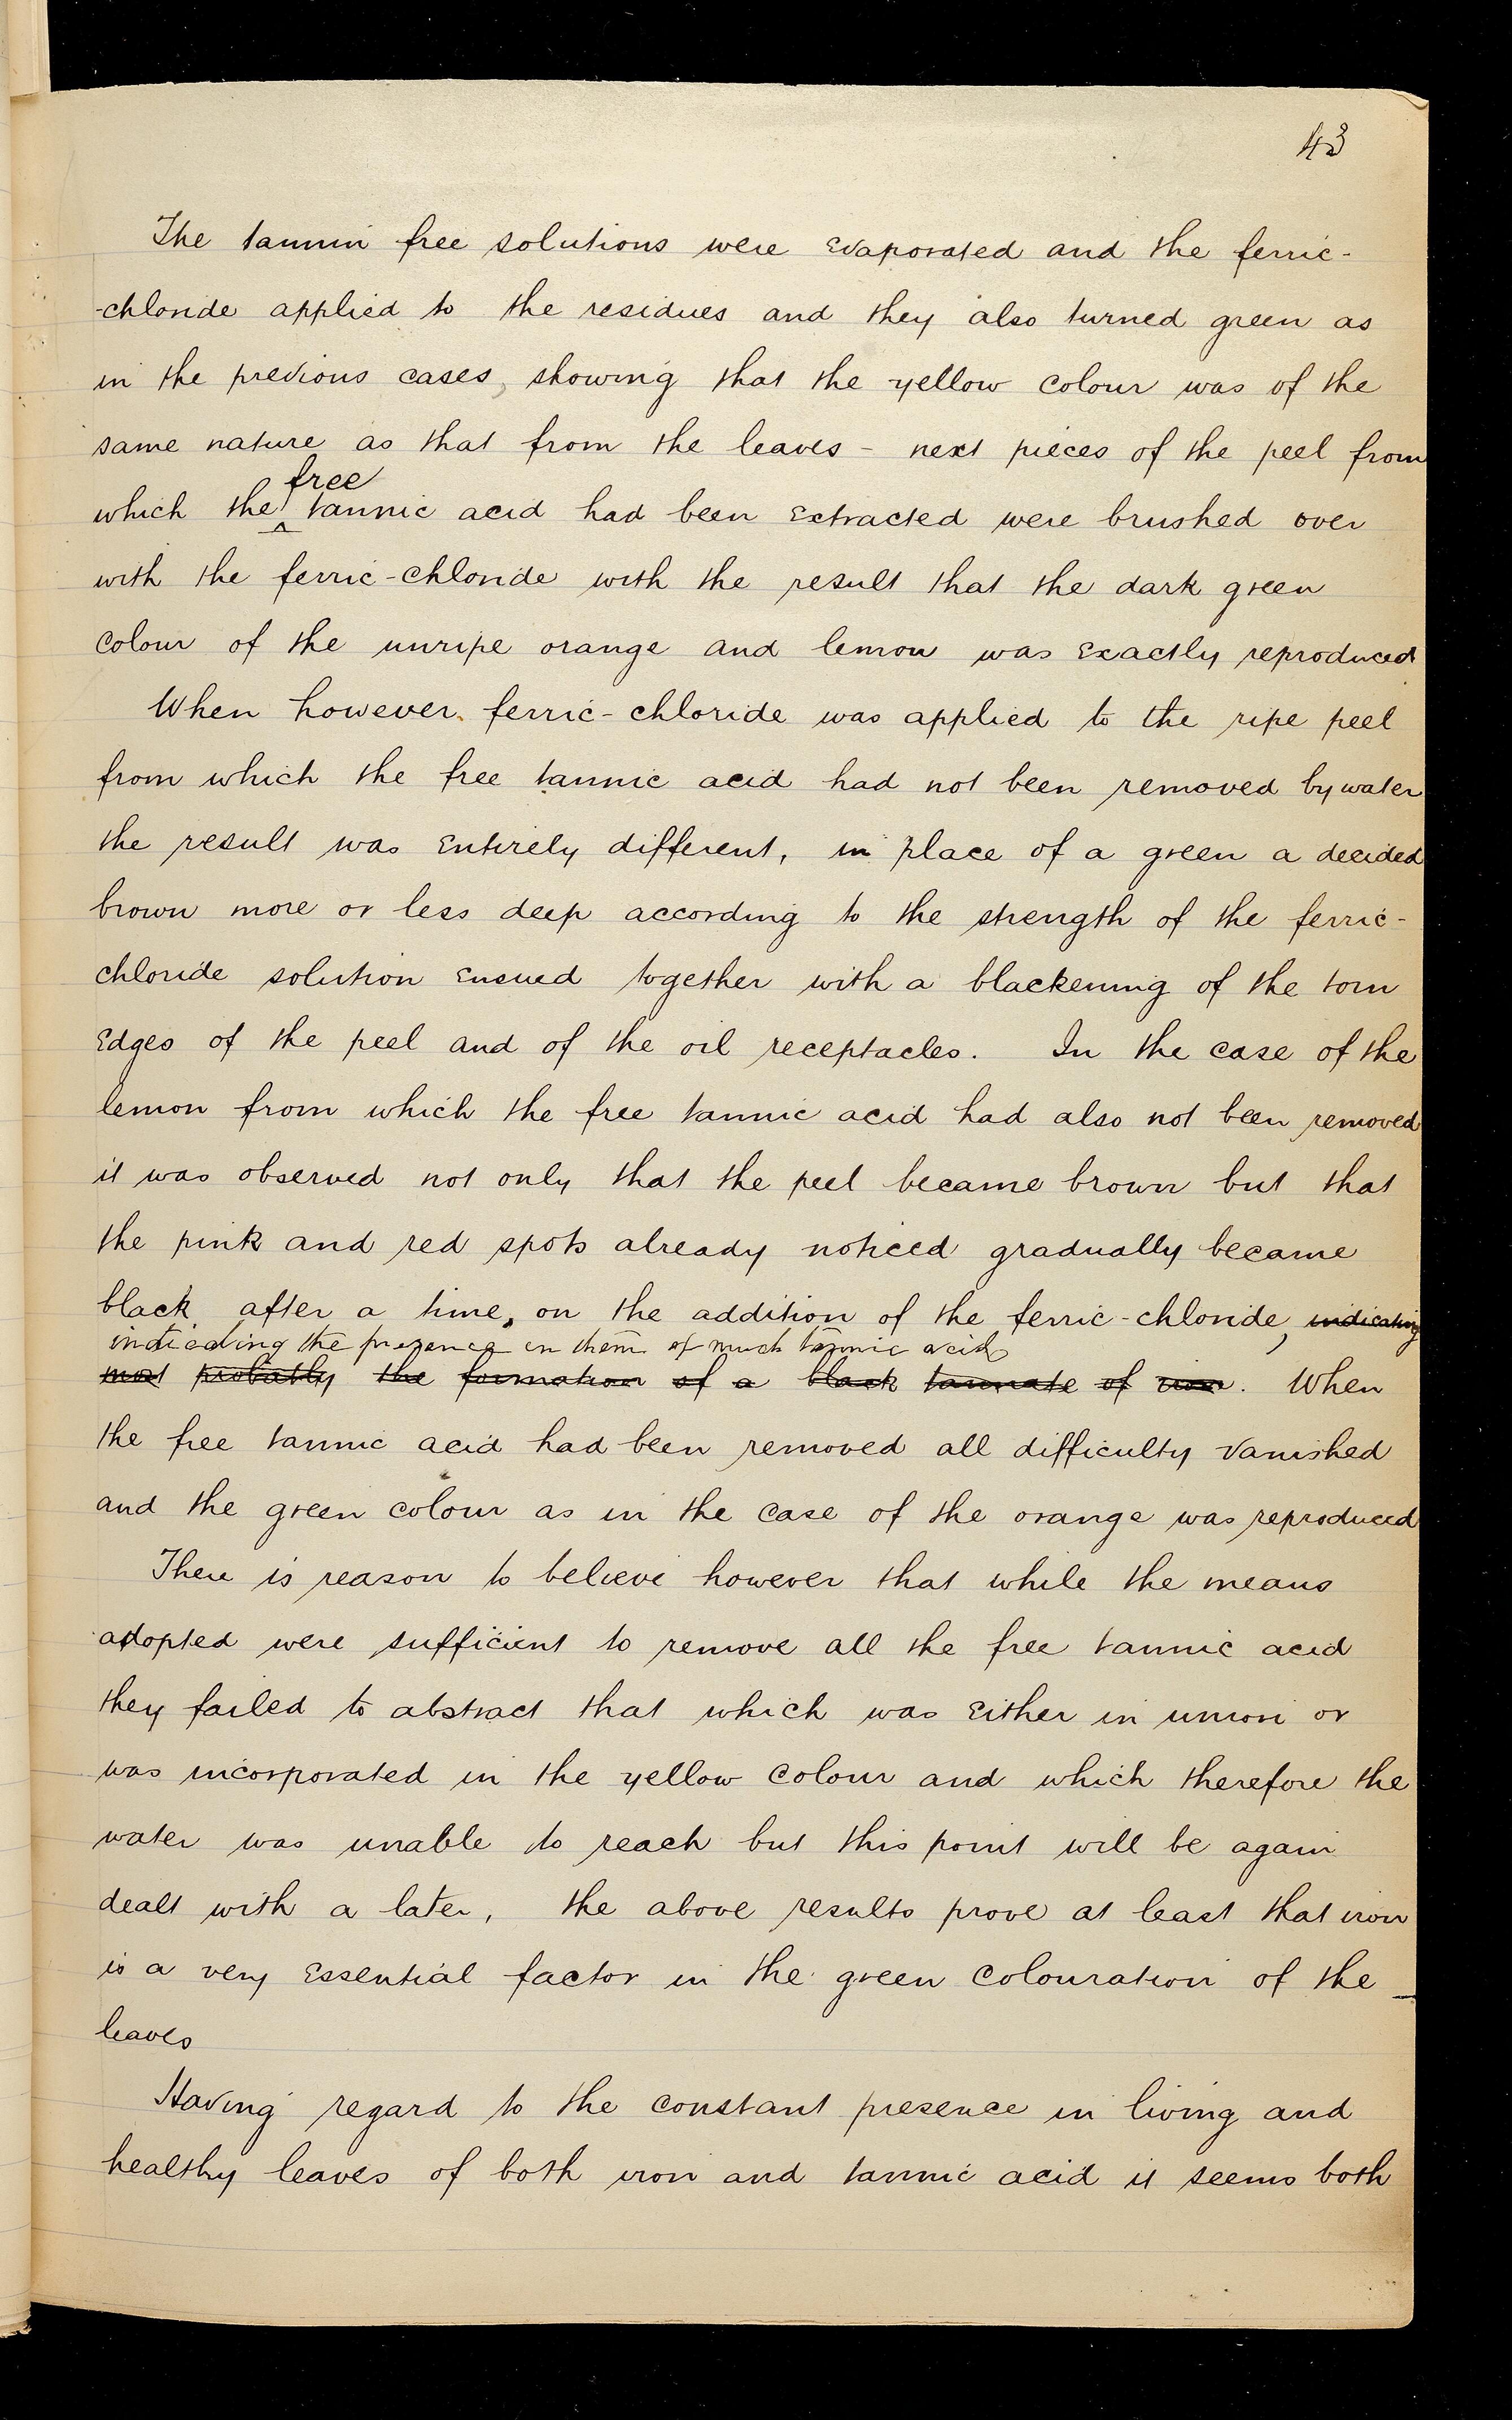 43
The tannin free solutions were evaporated and the ferric-
-chloride applied to the residues and they also turned green as
in the previous cases, showing that the yellow colour was of the
same nature as that from the leaves - next pieces of the peel from
free
which the tannic acid had been extracted were brushed over
with the ferric-chloride with the result that the dark green
colour of the unripe orange and lemon was exactly reproduced
When however ferric-chloride was applied to the ripe peel
from which the free tannic acid had not been removed by water
the result was entirely different, in place of a green a decided
brown more or less deep according to the strength of the ferric-
chloride solution ensued together with a blackening of the torn
edges of the peel and of the oil receptacles. In the case of the
lemon from which the free tannic acid had also not been removed
it was observed not only that the peel became brown but that
the pink and red spots already noticed gradually became
black after a time, on the addition of the ferric-chloride, indicating
indicating the presence in them of much tannic acid
most probably the formation of a black tannate of iron. When
the free tannic acid had been removed all difficulty vanished
and the green colour as in the case of the orange was reproduced
There is reason to believe however that while the means
adopted were sufficient to remove all the free tannic acid
they failed to abstract that which was either in union or
was incorporated in the yellow colour and which therefore the
water was unable to reach but this point will be again
dealt with a later, the above results prove at least that iron
is a very essential factor in the green colouration of the
leaves
Having regard to the constant presence in living and
healthy leaves of both iron and tannic acid it seems both